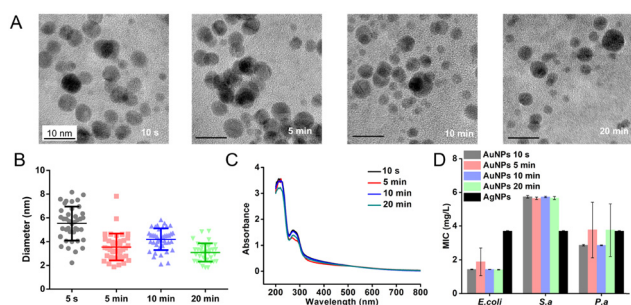 A
10 nm
10 s
5 min
10 min
20 min
B
Diameter (nm)
10
8
6
4
2
0
5 s
5 min
10 min
20 min
C
Absorbance
4
3
2
1
0
10 s
5 min
10 min
20 min
200 300 400 500 600 700 800
Wavelength (nm)
D
MIC (mg/L)
6
4
2
0
AuNPs 10 s
AuNPs 5 min
AuNPs 10 min
AuNPs 20 min
AgNPs
E.coli
S.a
P.a